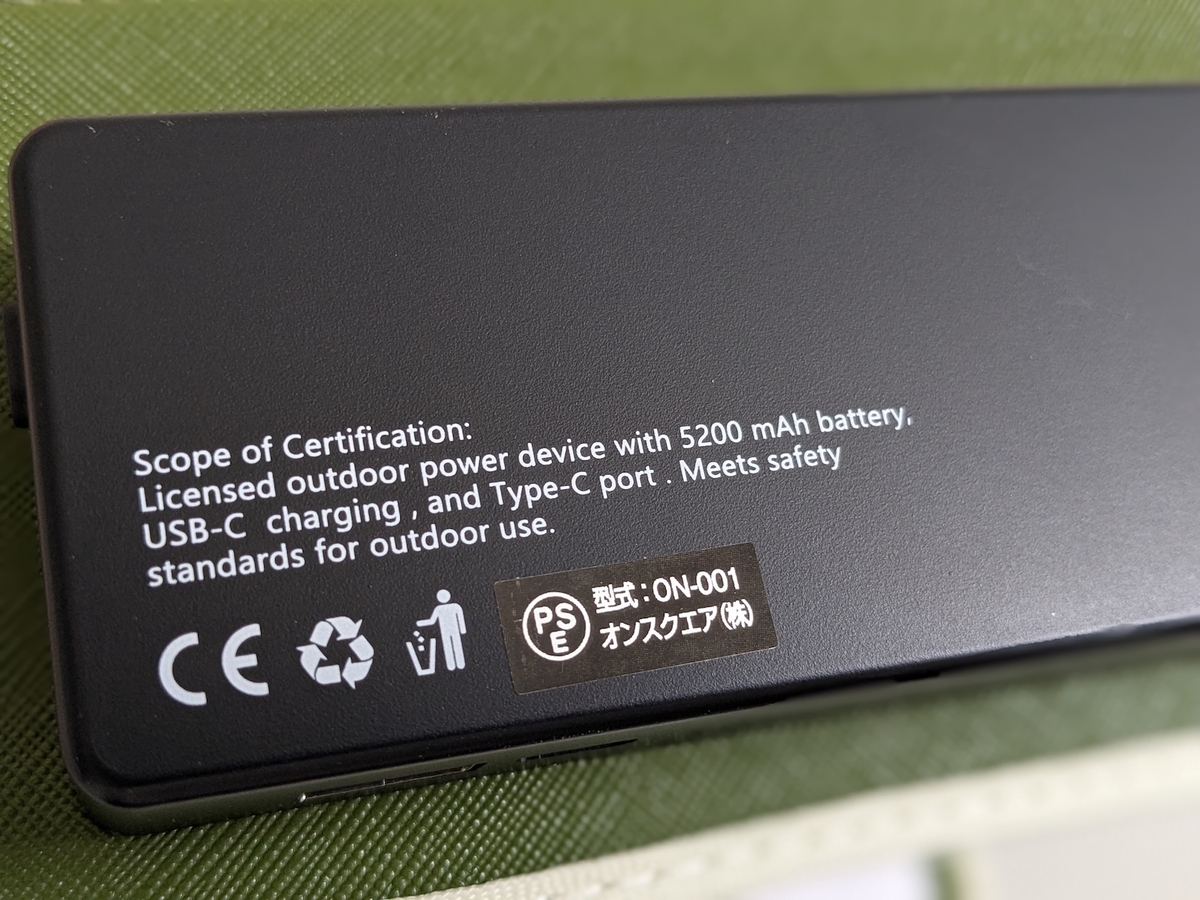 Scope of Certification:
Licensed outdoor power device with 5200 mAh battery,
USB-C charging , and Type-C port . Meets safety
standards for outdoor use.
CE
PSE
型式：ON-001
オンスクエア(株)